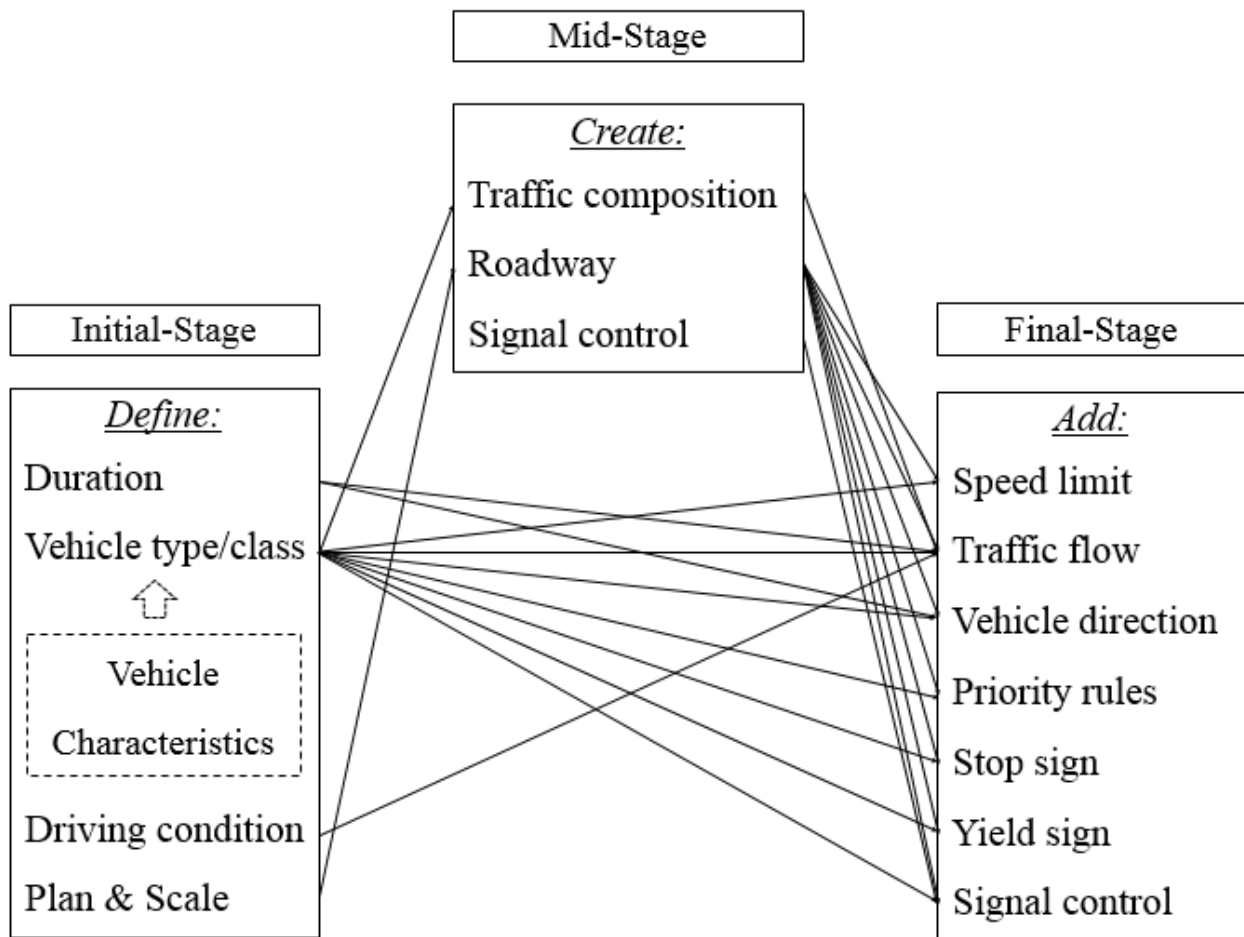 Mid-Stage
Create:
Traffic composition
Roadway
Signal control
Initial-Stage
Define:
Duration
Vehicle type/class
Vehicle
Characteristics
Driving condition
Plan & Scale
Final-Stage
Add:
Speed limit
Traffic flow
Vehicle direction
Priority rules
Stop sign
Yield sign
Signal control